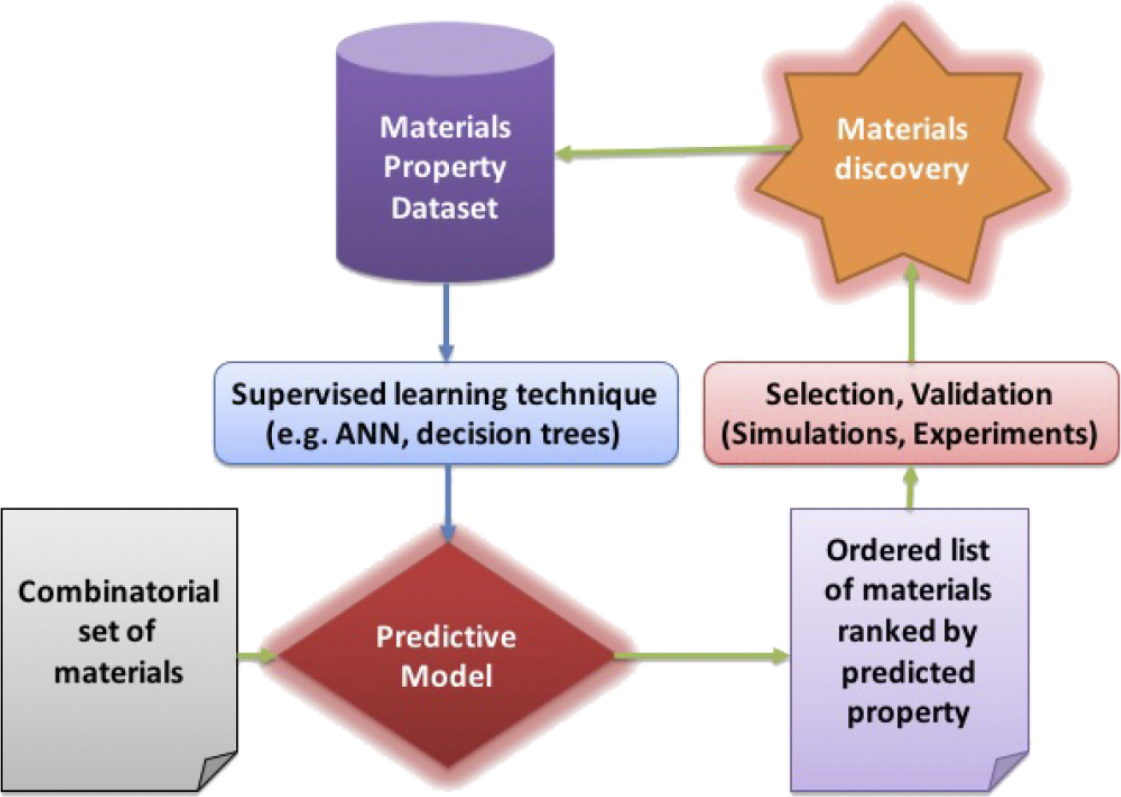 Materials
Property
Dataset
Materials
discovery
Supervised learning technique
(e.g. ANN, decision trees)
Selection, Validation
(Simulations, Experiments)
Combinatorial
set of
materials
Predictive
Model
Ordered list
of materials
ranked by
predicted
property